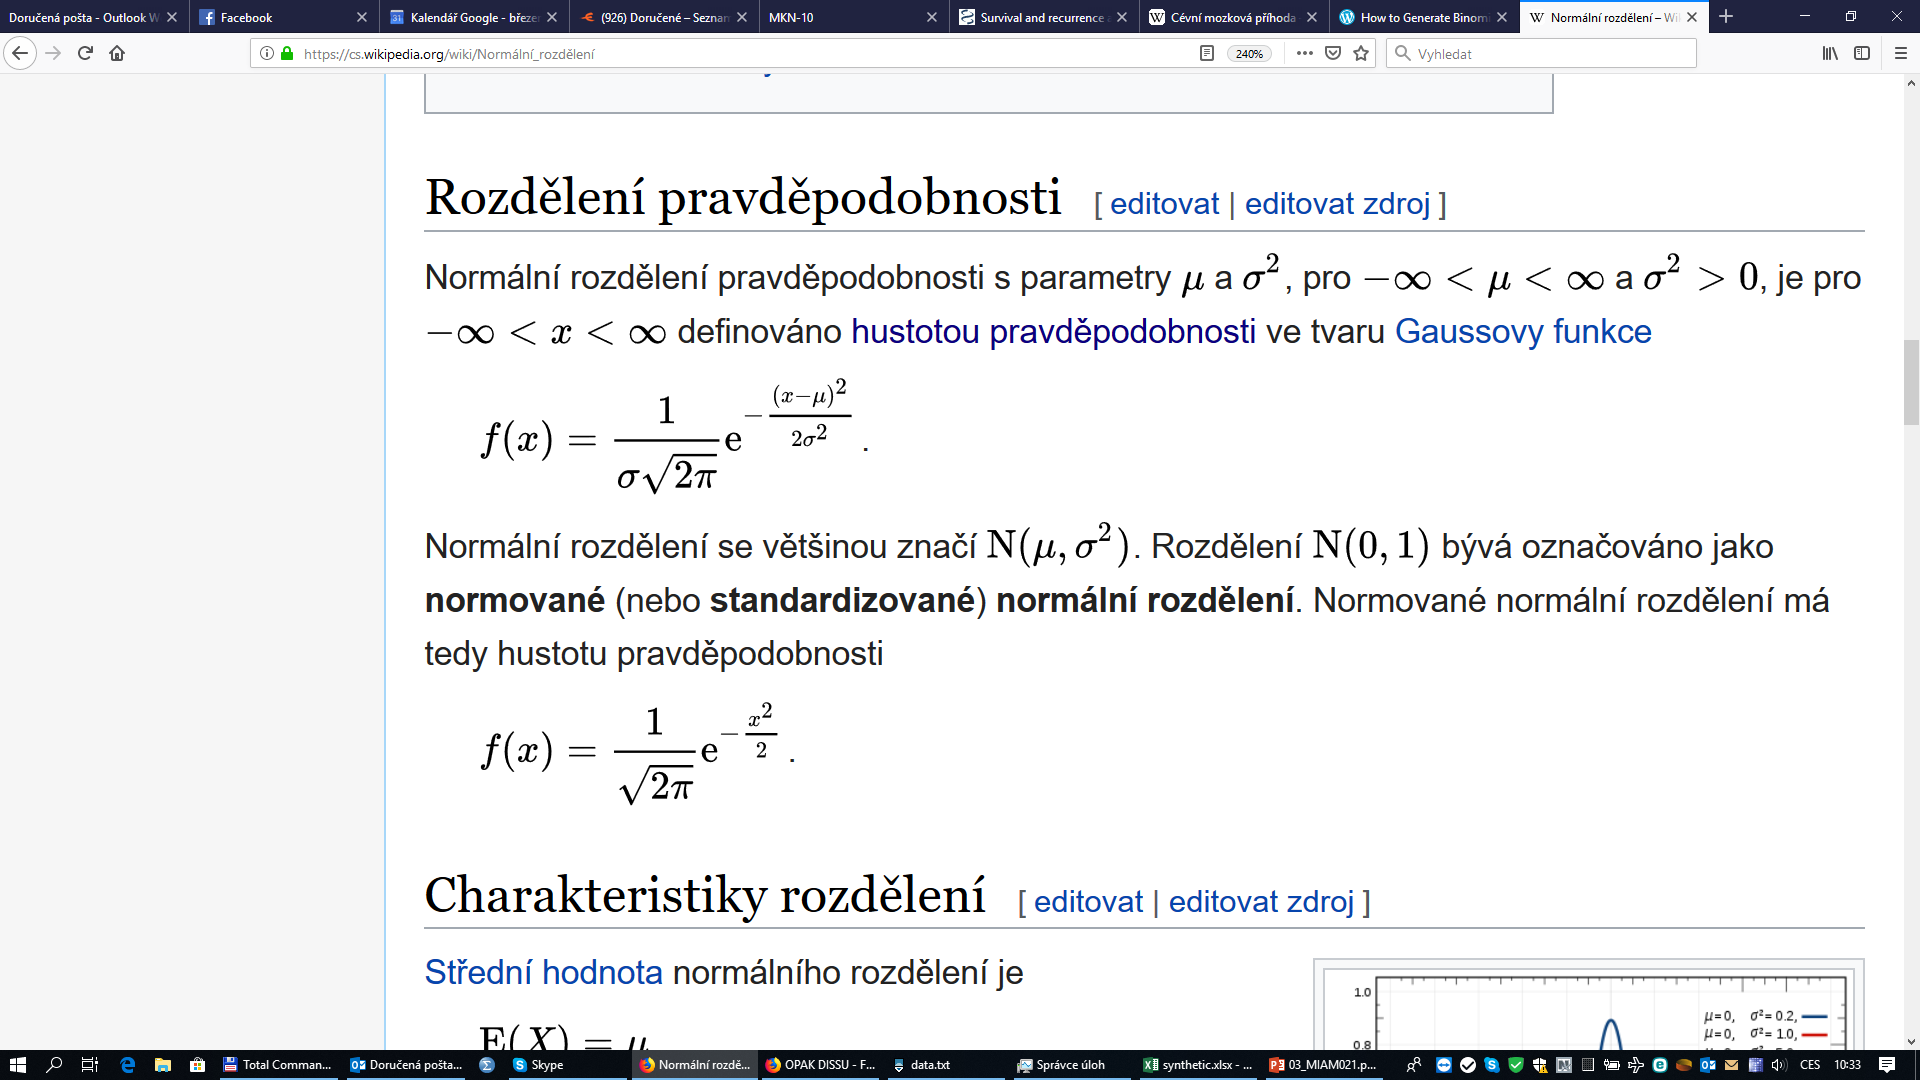 Doručená pošta - Outlook W
Facebook
Kalendář Google - březen
(926) Doručené – Seznam
MKN-10
Survival and recurrence
Cévní mozková příhoda
How to Generate Binomi
Normální rozdělení – Wi
https://cs.wikipedia.org/wiki/Normální_rozdělení
240%
Vyhledat
Rozdělení pravděpodobnosti [ editovat | editovat zdroj ]
Normální rozdělení pravděpodobnosti s parametry μ a σ², pro −∞ < μ < ∞ a σ² > 0, je pro
−∞ < x < ∞ definováno hustotou pravděpodobnosti ve tvaru Gaussovy funkce
f(x) = 1/(σ√2π) e^(−(x−μ)²/(2σ²)) .
Normální rozdělení se většinou značí N(μ, σ²). Rozdělení N(0, 1) bývá označováno jako
normované (nebo standardizované) normální rozdělení. Normované normální rozdělení má
tedy hustotu pravděpodobnosti
f(x) = 1/√2π e^(−x²/2) .
Charakteristiky rozdělení [ editovat | editovat zdroj ]
Střední hodnota normálního rozdělení je
E(X) = μ
1.0
0.8
μ=0, σ²=0.2,
μ=0, σ²=1.0,
Total Comman...
Doručená pošta...
Skype
Normální rozdě...
OPAK DISSU - F...
data.txt
Správce úloh
synthetic.xlsx - ...
03_MIAM021.p...
CES
10:33